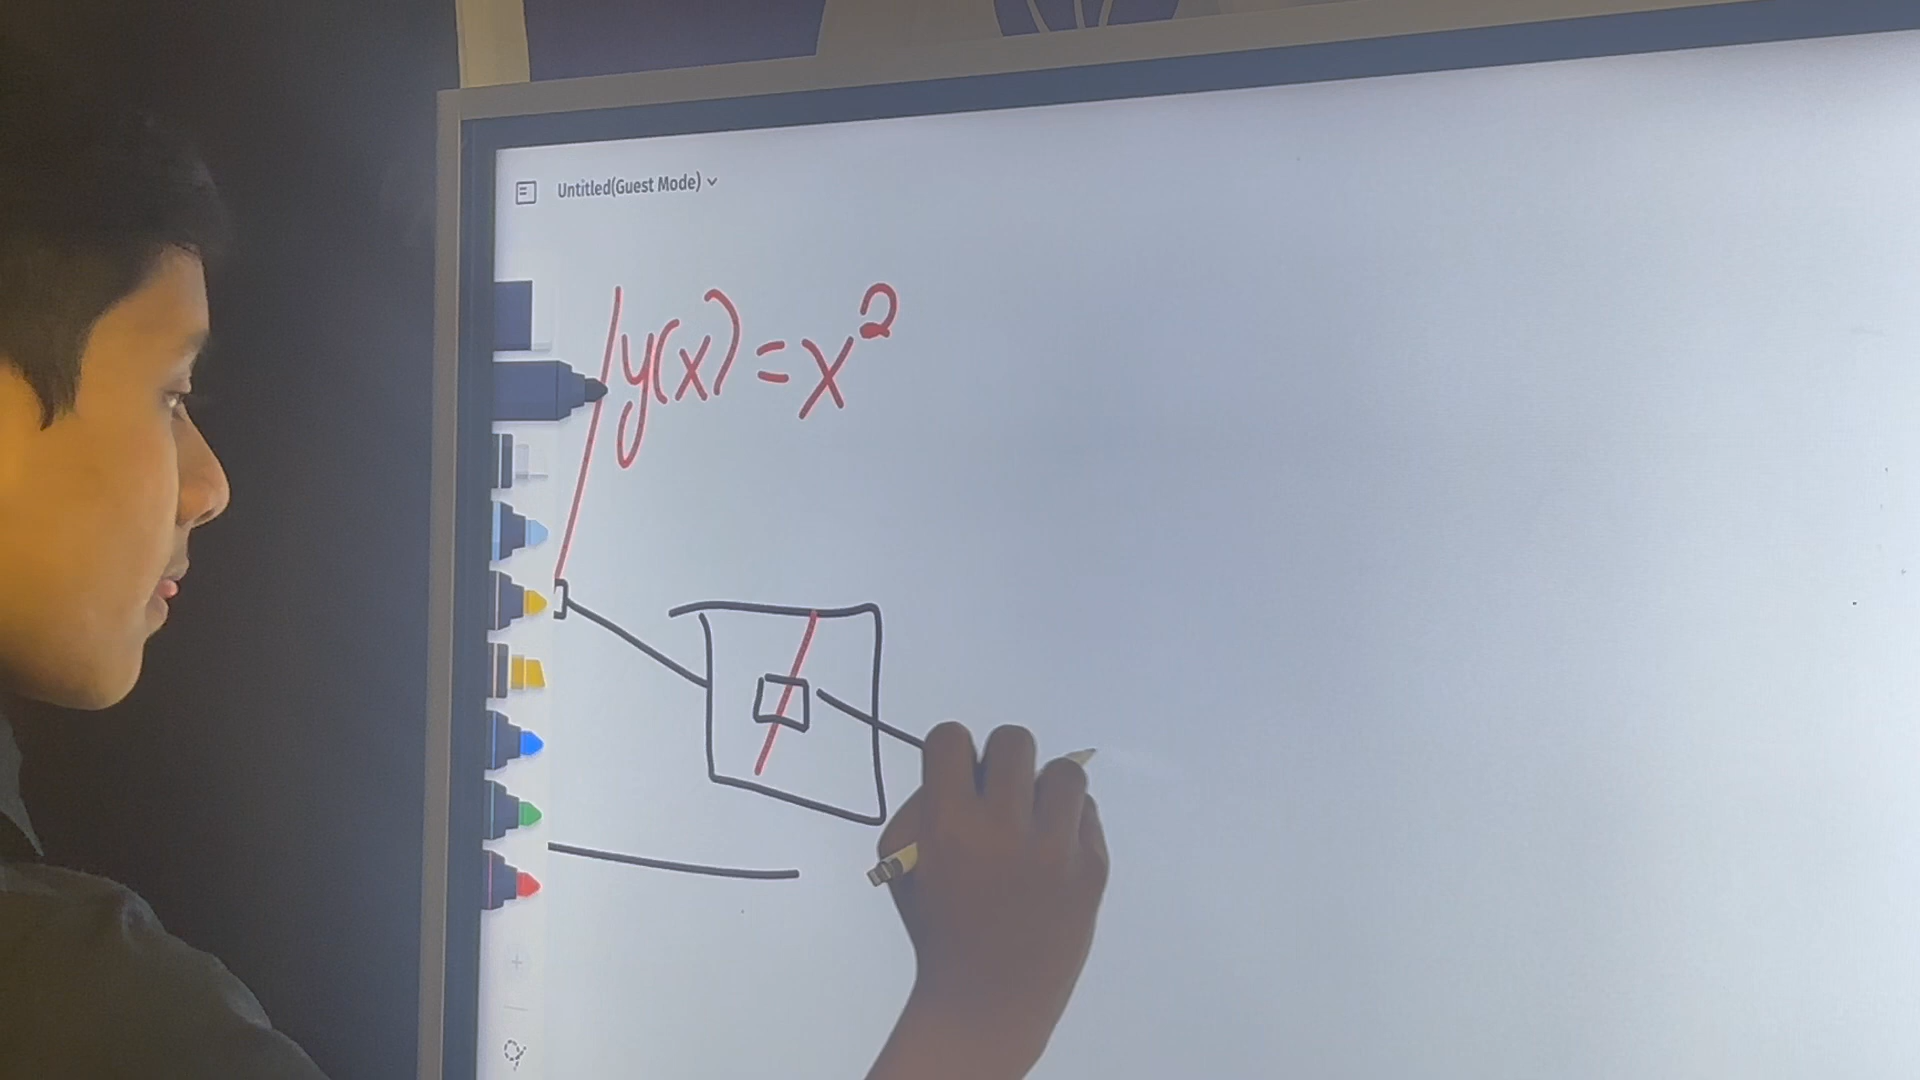 Untitled(Guest Mode)
y(x) = x²